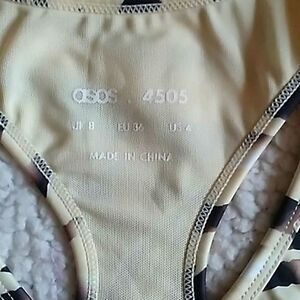 asos . 4505
UK 8 EU 36 US 4
MADE IN CHINA